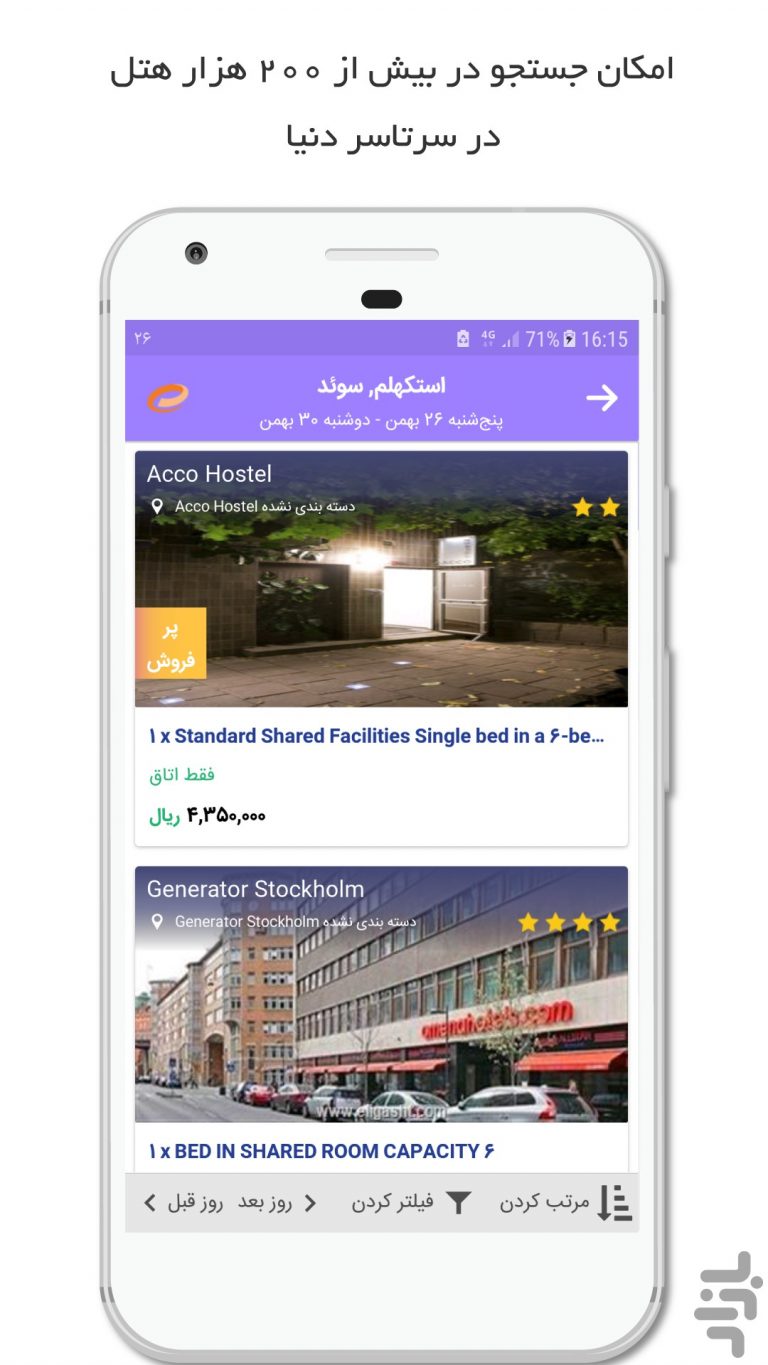 امکان جستجو در بیش از ۲۰۰ هزار هتل
در سرتاسر دنیا
۲۶
4G
71%
16:15
استکهلم, سوئد
پنج‌شنبه ۲۶ بهمن - دوشنبه ۳۰ بهمن
Acco Hostel
Acco Hostel دسته بندی نشده
پر
فروش
۱ x Standard Shared Facilities Single bed in a ۶-be...
فقط اتاق
۴,۳۵۰,۰۰۰ ریال
Generator Stockholm
Generator Stockholm دسته بندی نشده
omenahotels.com
www.eligasht.com
۱ x BED IN SHARED ROOM CAPACITY ۶
مرتب کردن
فیلتر کردن
روز بعد
روز قبل
بازار